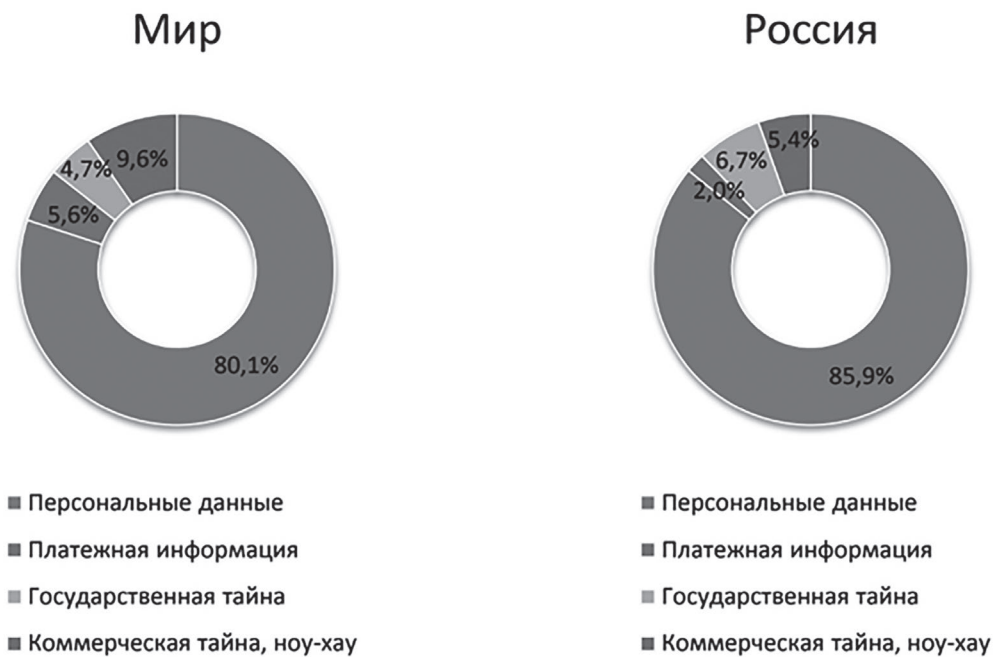 Мир
9,6%
4,7%
5,6%
80,1%
Персональные данные
Платежная информация
Государственная тайна
Коммерческая тайна, ноу-хау
Россия
5,4%
6,7%
2,0%
85,9%
Персональные данные
Платежная информация
Государственная тайна
Коммерческая тайна, ноу-хау